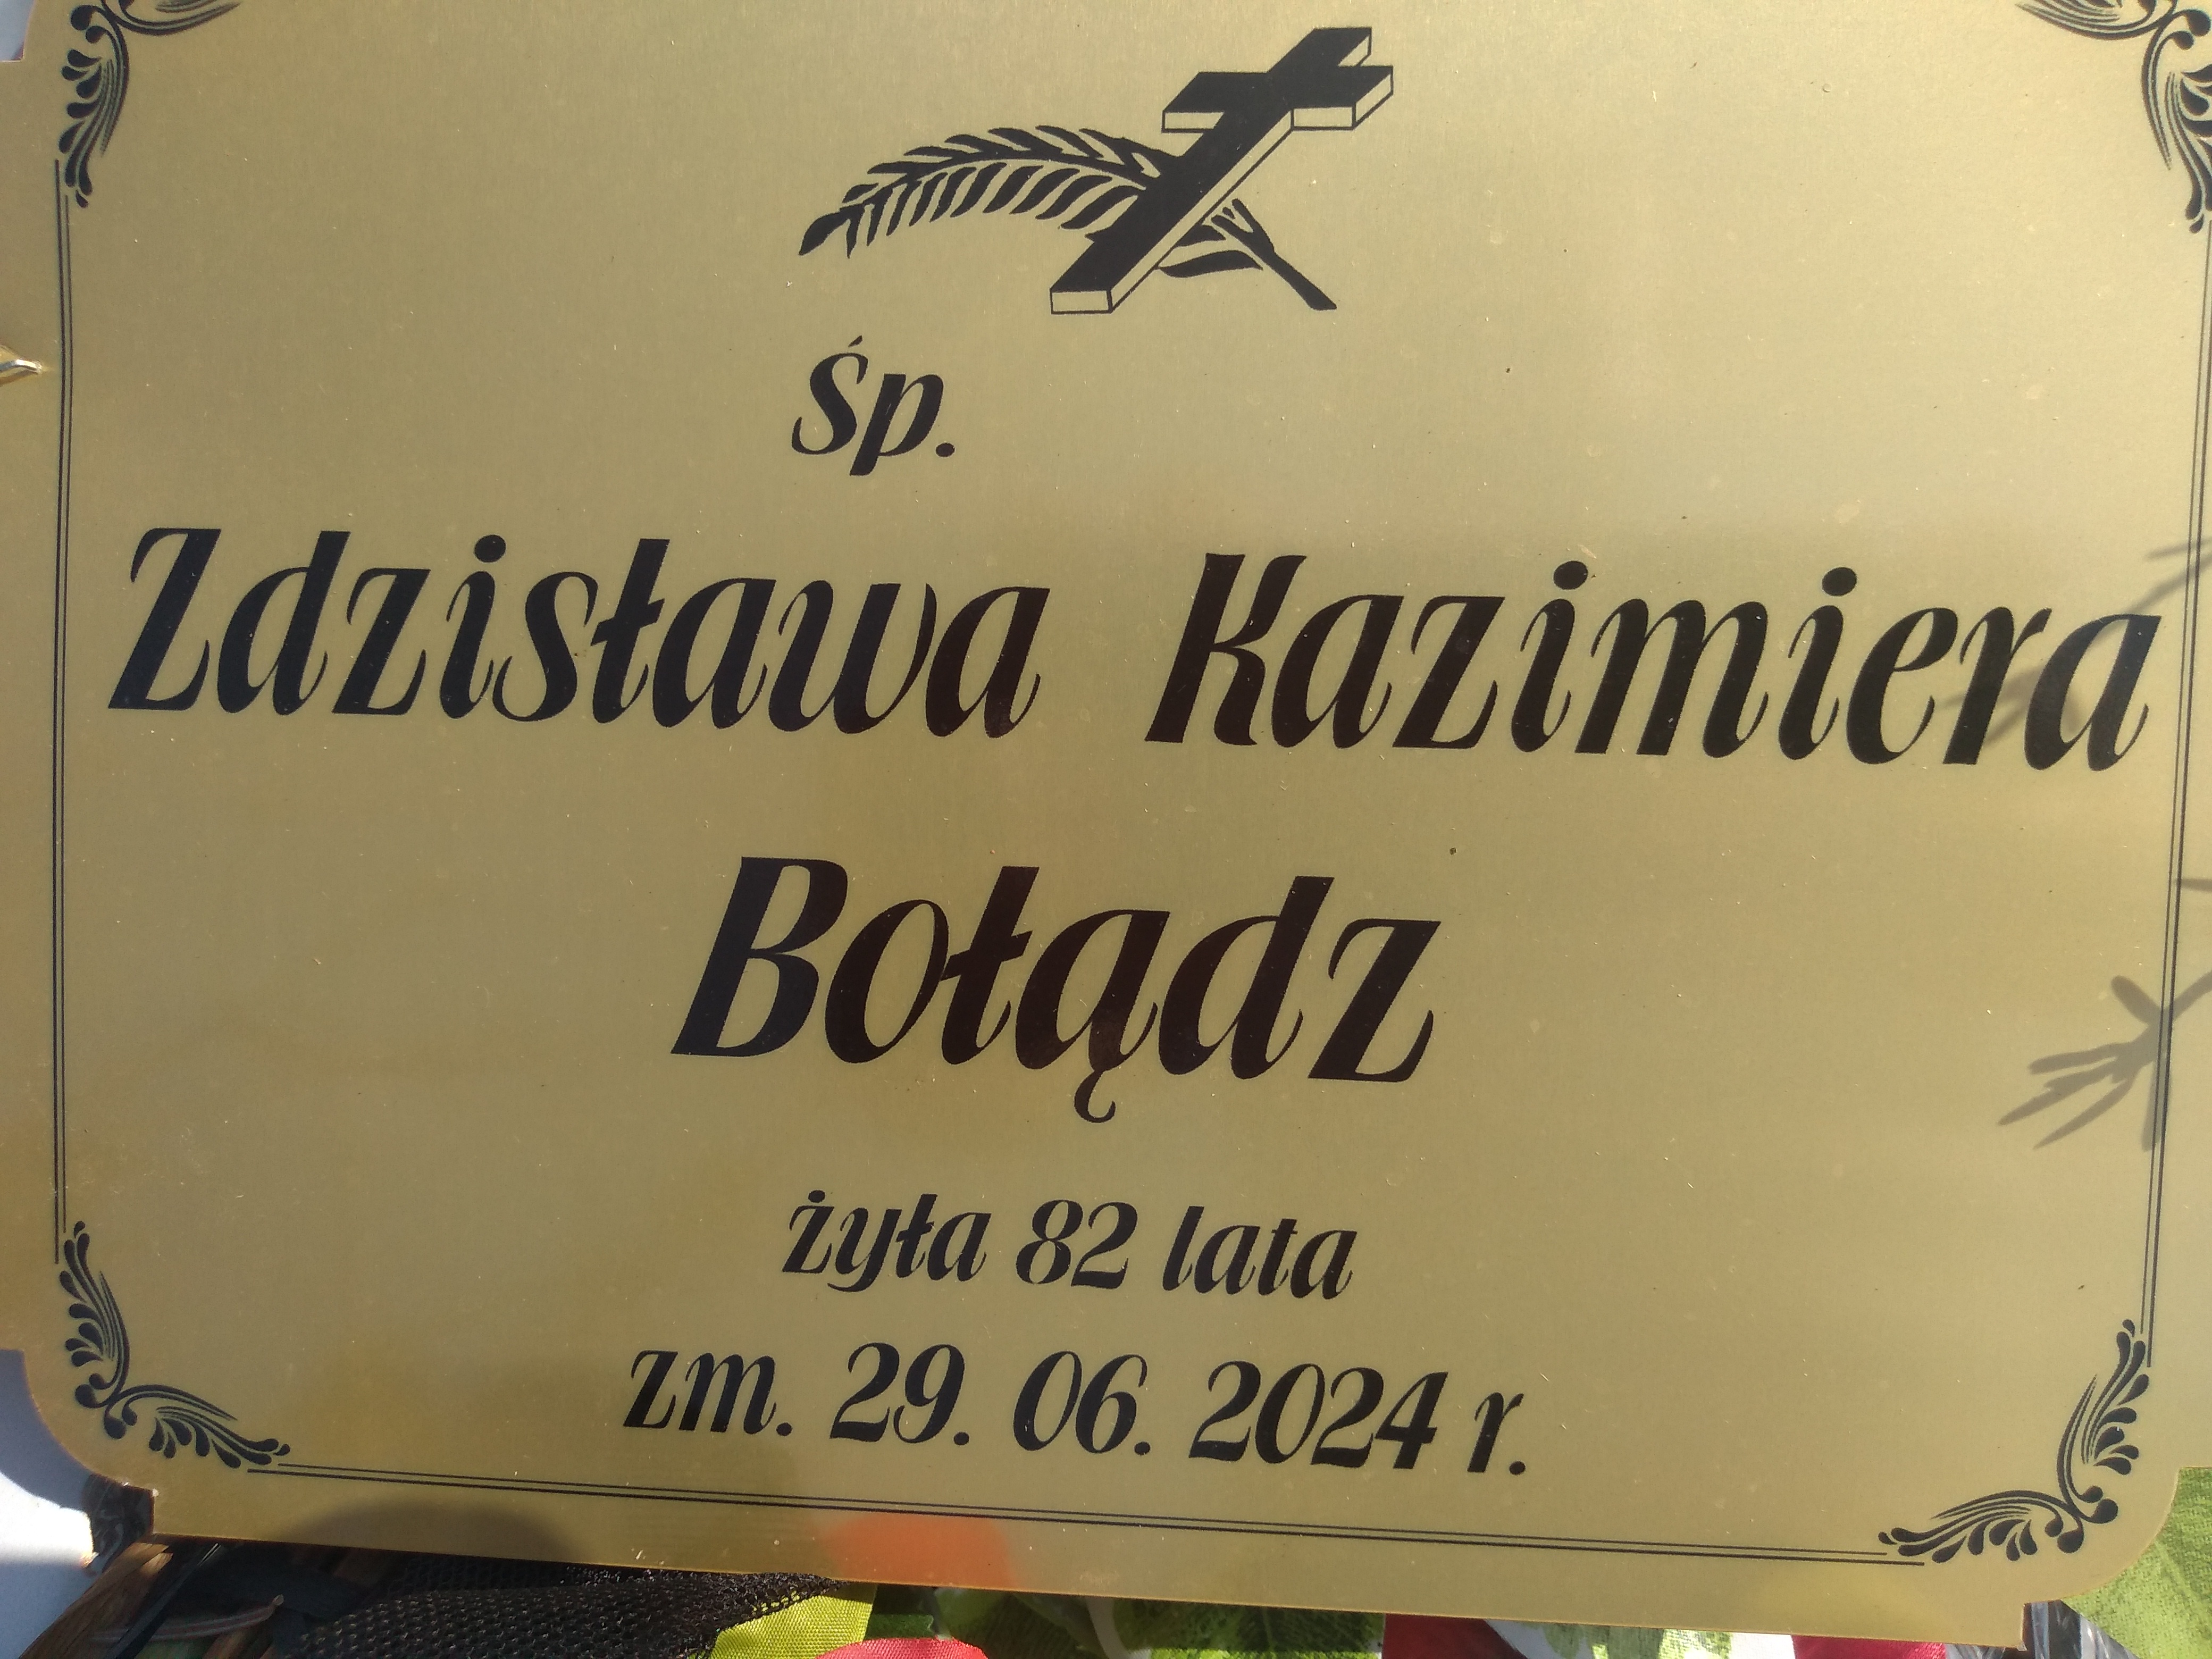 Śp.
Zdzisława Kazimiera
Bołądz
żyła 82 lata
zm. 29. 06. 2024 r.